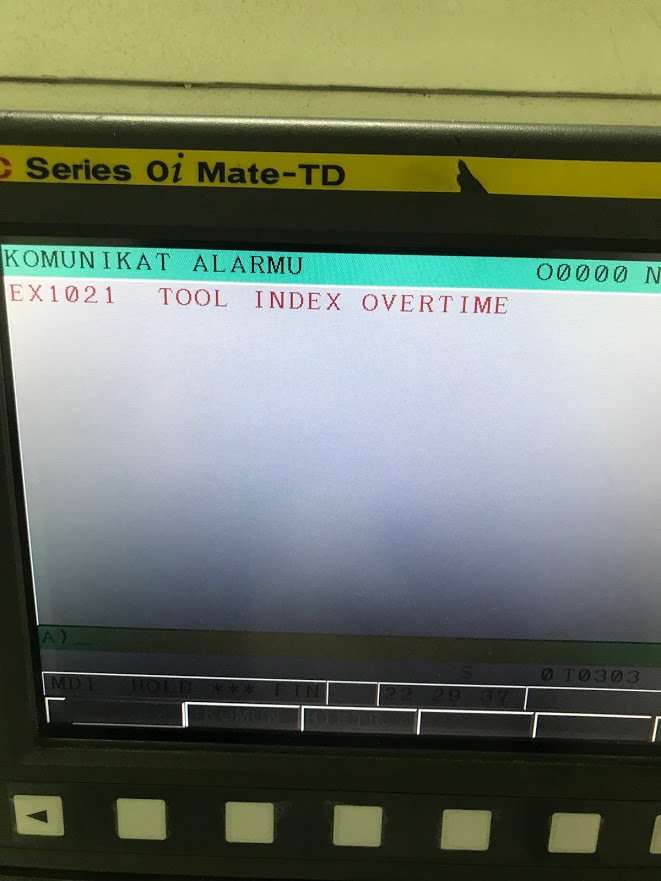 C Series 0i Mate-TD
KOMUNIKAT ALARMU O0000 N
EX1021 TOOL INDEX OVERTIME
A)_
S 0 T0303
MDI HOLD *** FIN 22 29 37
KOMUN